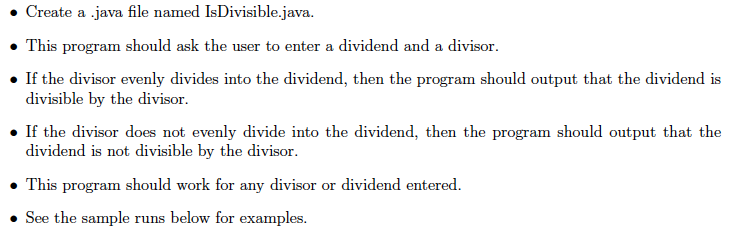 • Create a .java file named IsDivisible.java.
• This program should ask the user to enter a dividend and a divisor.
• If the divisor evenly divides into the dividend, then the program should output that the dividend is
divisible by the divisor.
• If the divisor does not evenly divide into the dividend, then the program should output that the
dividend is not divisible by the divisor.
• This program should work for any divisor or dividend entered.
• See the sample runs below for examples.